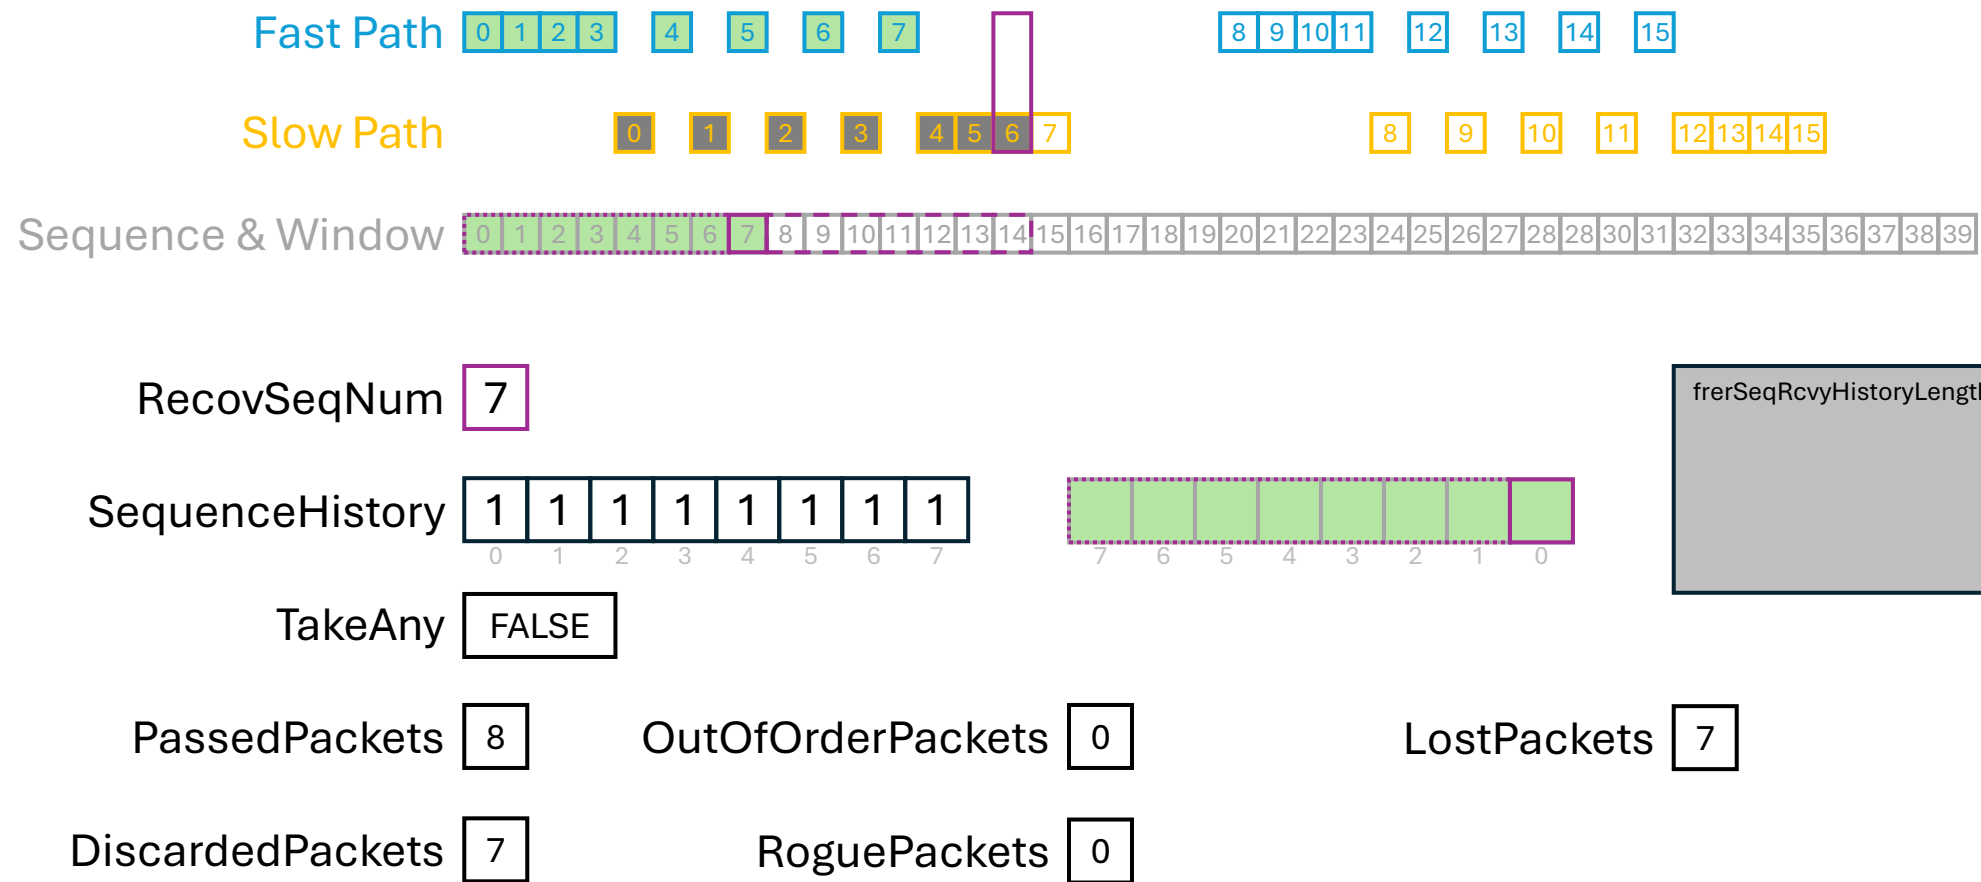 Fast Path 0 1 2 3 4 5 6 7 8 9 10 11 12 13 14 15
Slow Path 0 1 2 3 4 5 6 7 8 9 10 11 12 13 14 15
Sequence & Window 0 1 2 3 4 5 6 7 8 9 10 11 12 13 14 15 16 17 18 19 20 21 22 23 24 25 26 27 28 28 30 31 32 33 34 35 36 37 38 39
RecovSeqNum 7
frerSeqRcvyHistoryLength
SequenceHistory 1 1 1 1 1 1 1 1
0 1 2 3 4 5 6 7 7 6 5 4 3 2 1 0
TakeAny FALSE
PassedPackets 8 OutOfOrderPackets 0 LostPackets 7
DiscardedPackets 7 RoguePackets 0